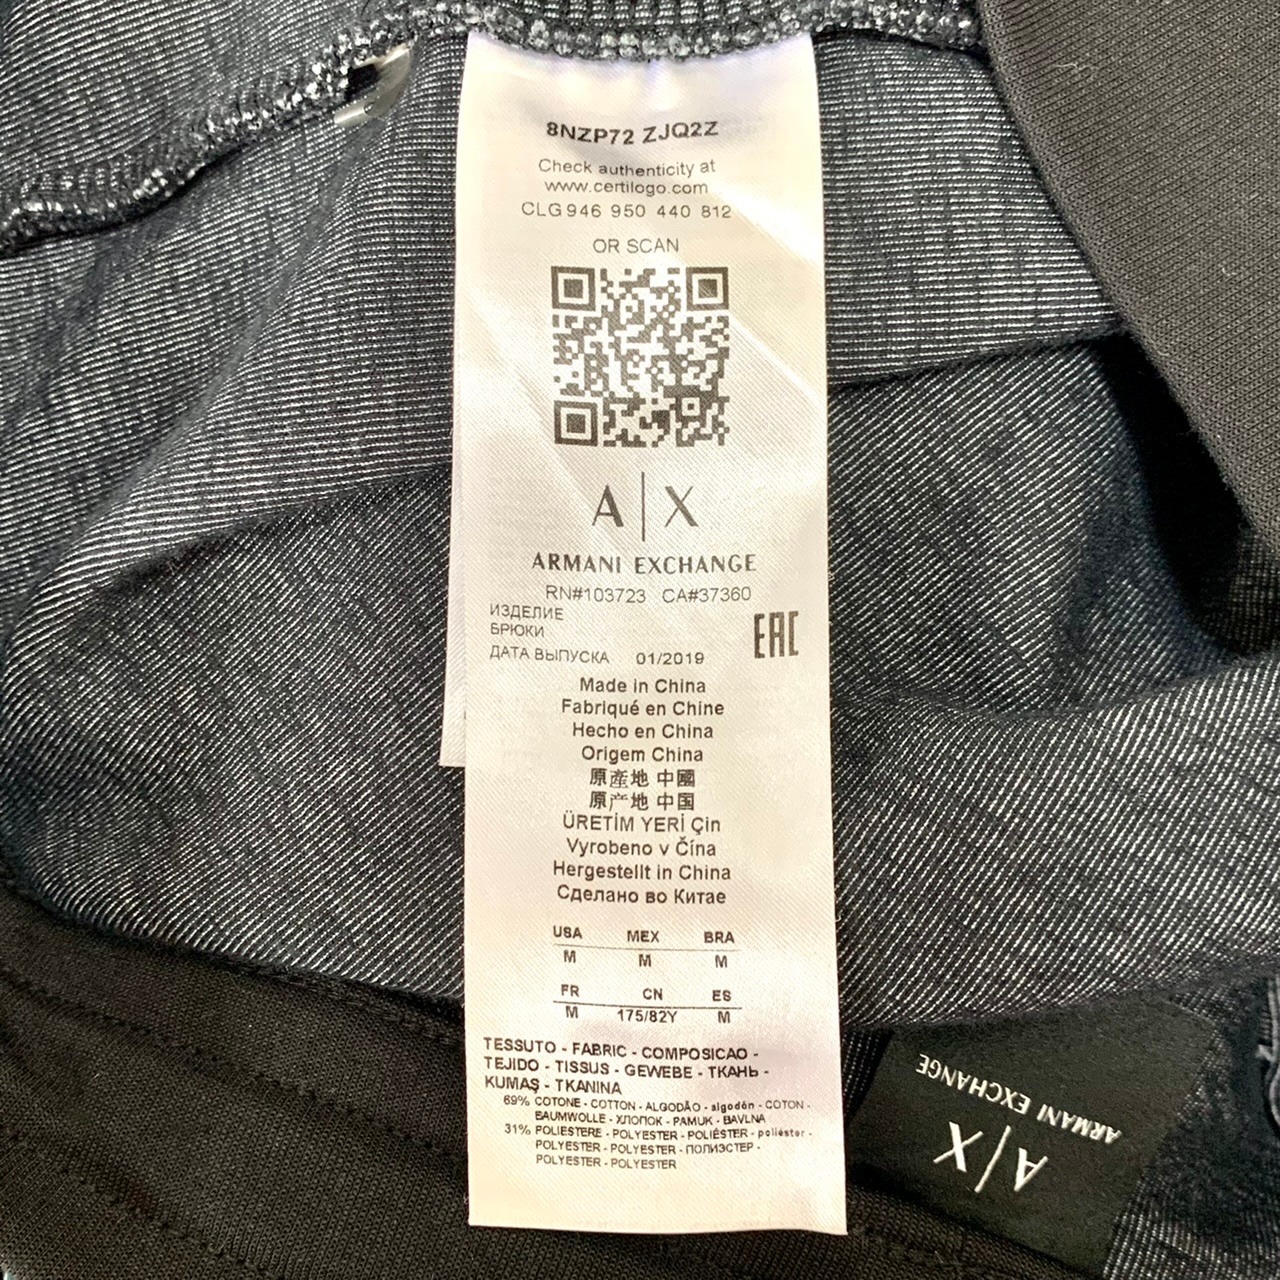 8NZP72 ZJQ2Z
Check authenticity at
www.certilogo.com
CLG 946 950 440 812
OR SCAN
A|X
ARMANI EXCHANGE
RN#103723 CA#37360
ИЗДЕЛИЕ
БРЮКИ
ДАТА ВЫПУСКА 01/2019
EAC
Made in China
Fabriqué en Chine
Hecho en China
Origem China
原產地 中國
原产地 中国
ÜRETİM YERİ Çin
Vyrobeno v Čína
Hergestellt in China
Сделано во Китае
USA MEX BRA
M M M
FR CN ES
M 175/82Y M
TESSUTO - FABRIC - COMPOSICAO -
TEJIDO - TISSUS - GEWEBE - ТКАНЬ -
KUMAŞ - TKANINA
69% COTONE - COTTON - ALGODÃO - algodón - COTON -
BAUMWOLLE - ХЛОПОК - PAMUK - BAVLNA
31% POLIESTERE - POLYESTER - POLIÉSTER - poliéster -
POLYESTER - POLYESTER - ПОЛИЭСТЕР -
POLYESTER - POLYESTER
A|X
ARMANI EXCHANGE